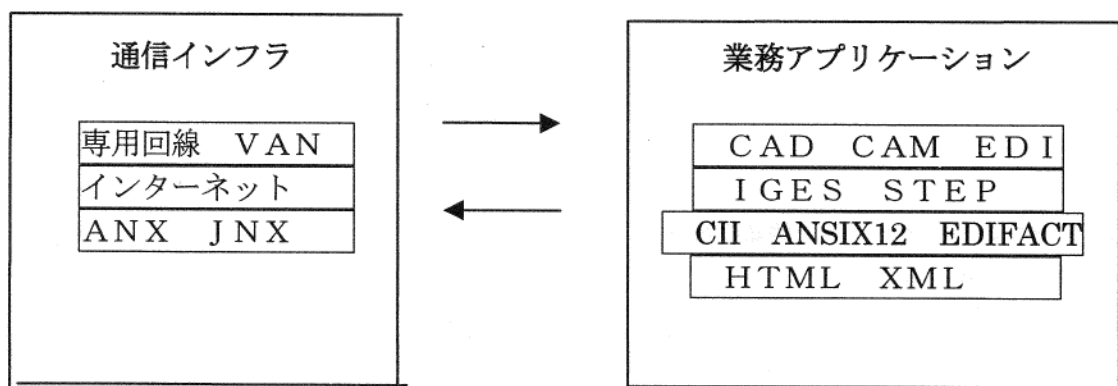 通信インフラ
専用回線 VAN
インターネット
ANX JNX
業務アプリケーション
CAD CAM EDI
IGES STEP
CII ANSIX12 EDIFACT
HTML XML